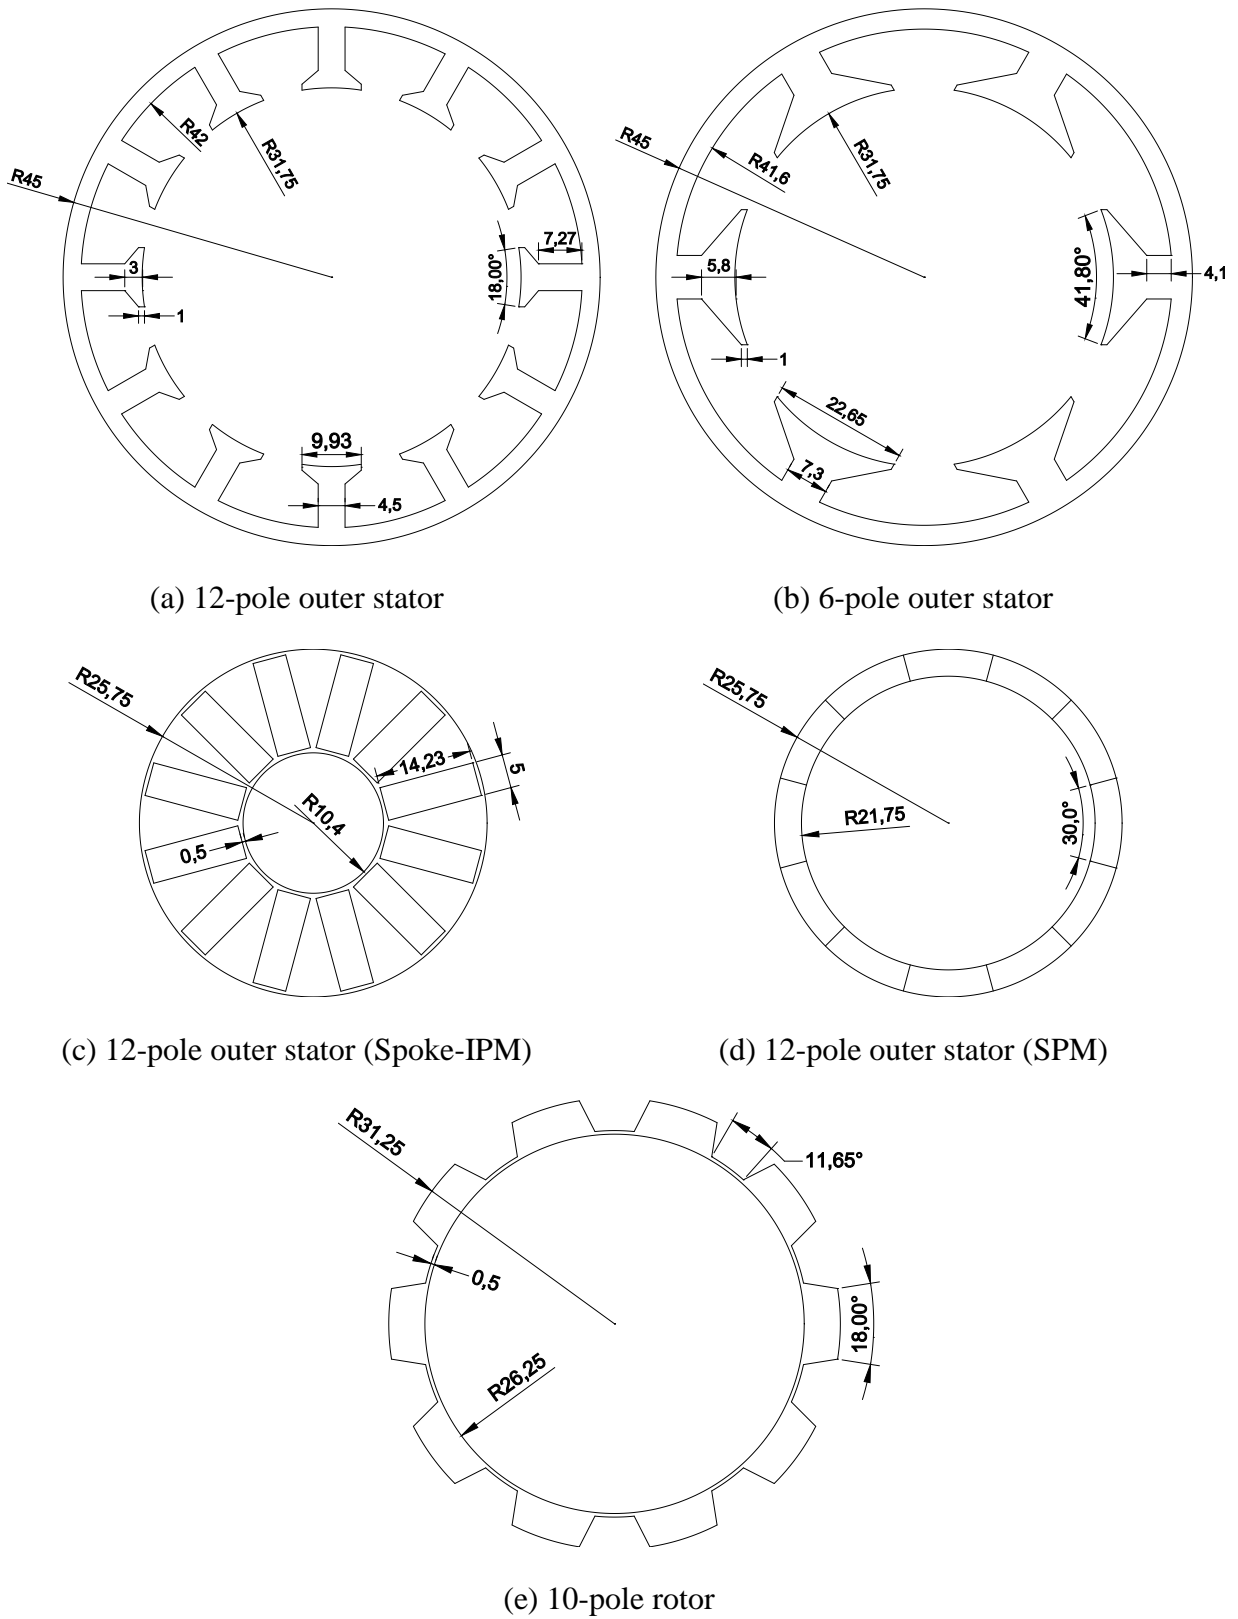 R45
R42
R31,75
3
1
18,00°
7,27
9,93
4,5
R45
R41,6
R31,75
5,8
1
41,80°
4,1
22,65
7,3
(a) 12-pole outer stator
(b) 6-pole outer stator
R25,75
14,23
5
R10,4
0,5
R25,75
R21,75
30,0°
(c) 12-pole outer stator (Spoke-IPM)
(d) 12-pole outer stator (SPM)
R31,25
11,65°
0,5
18,00°
R26,25
(e) 10-pole rotor